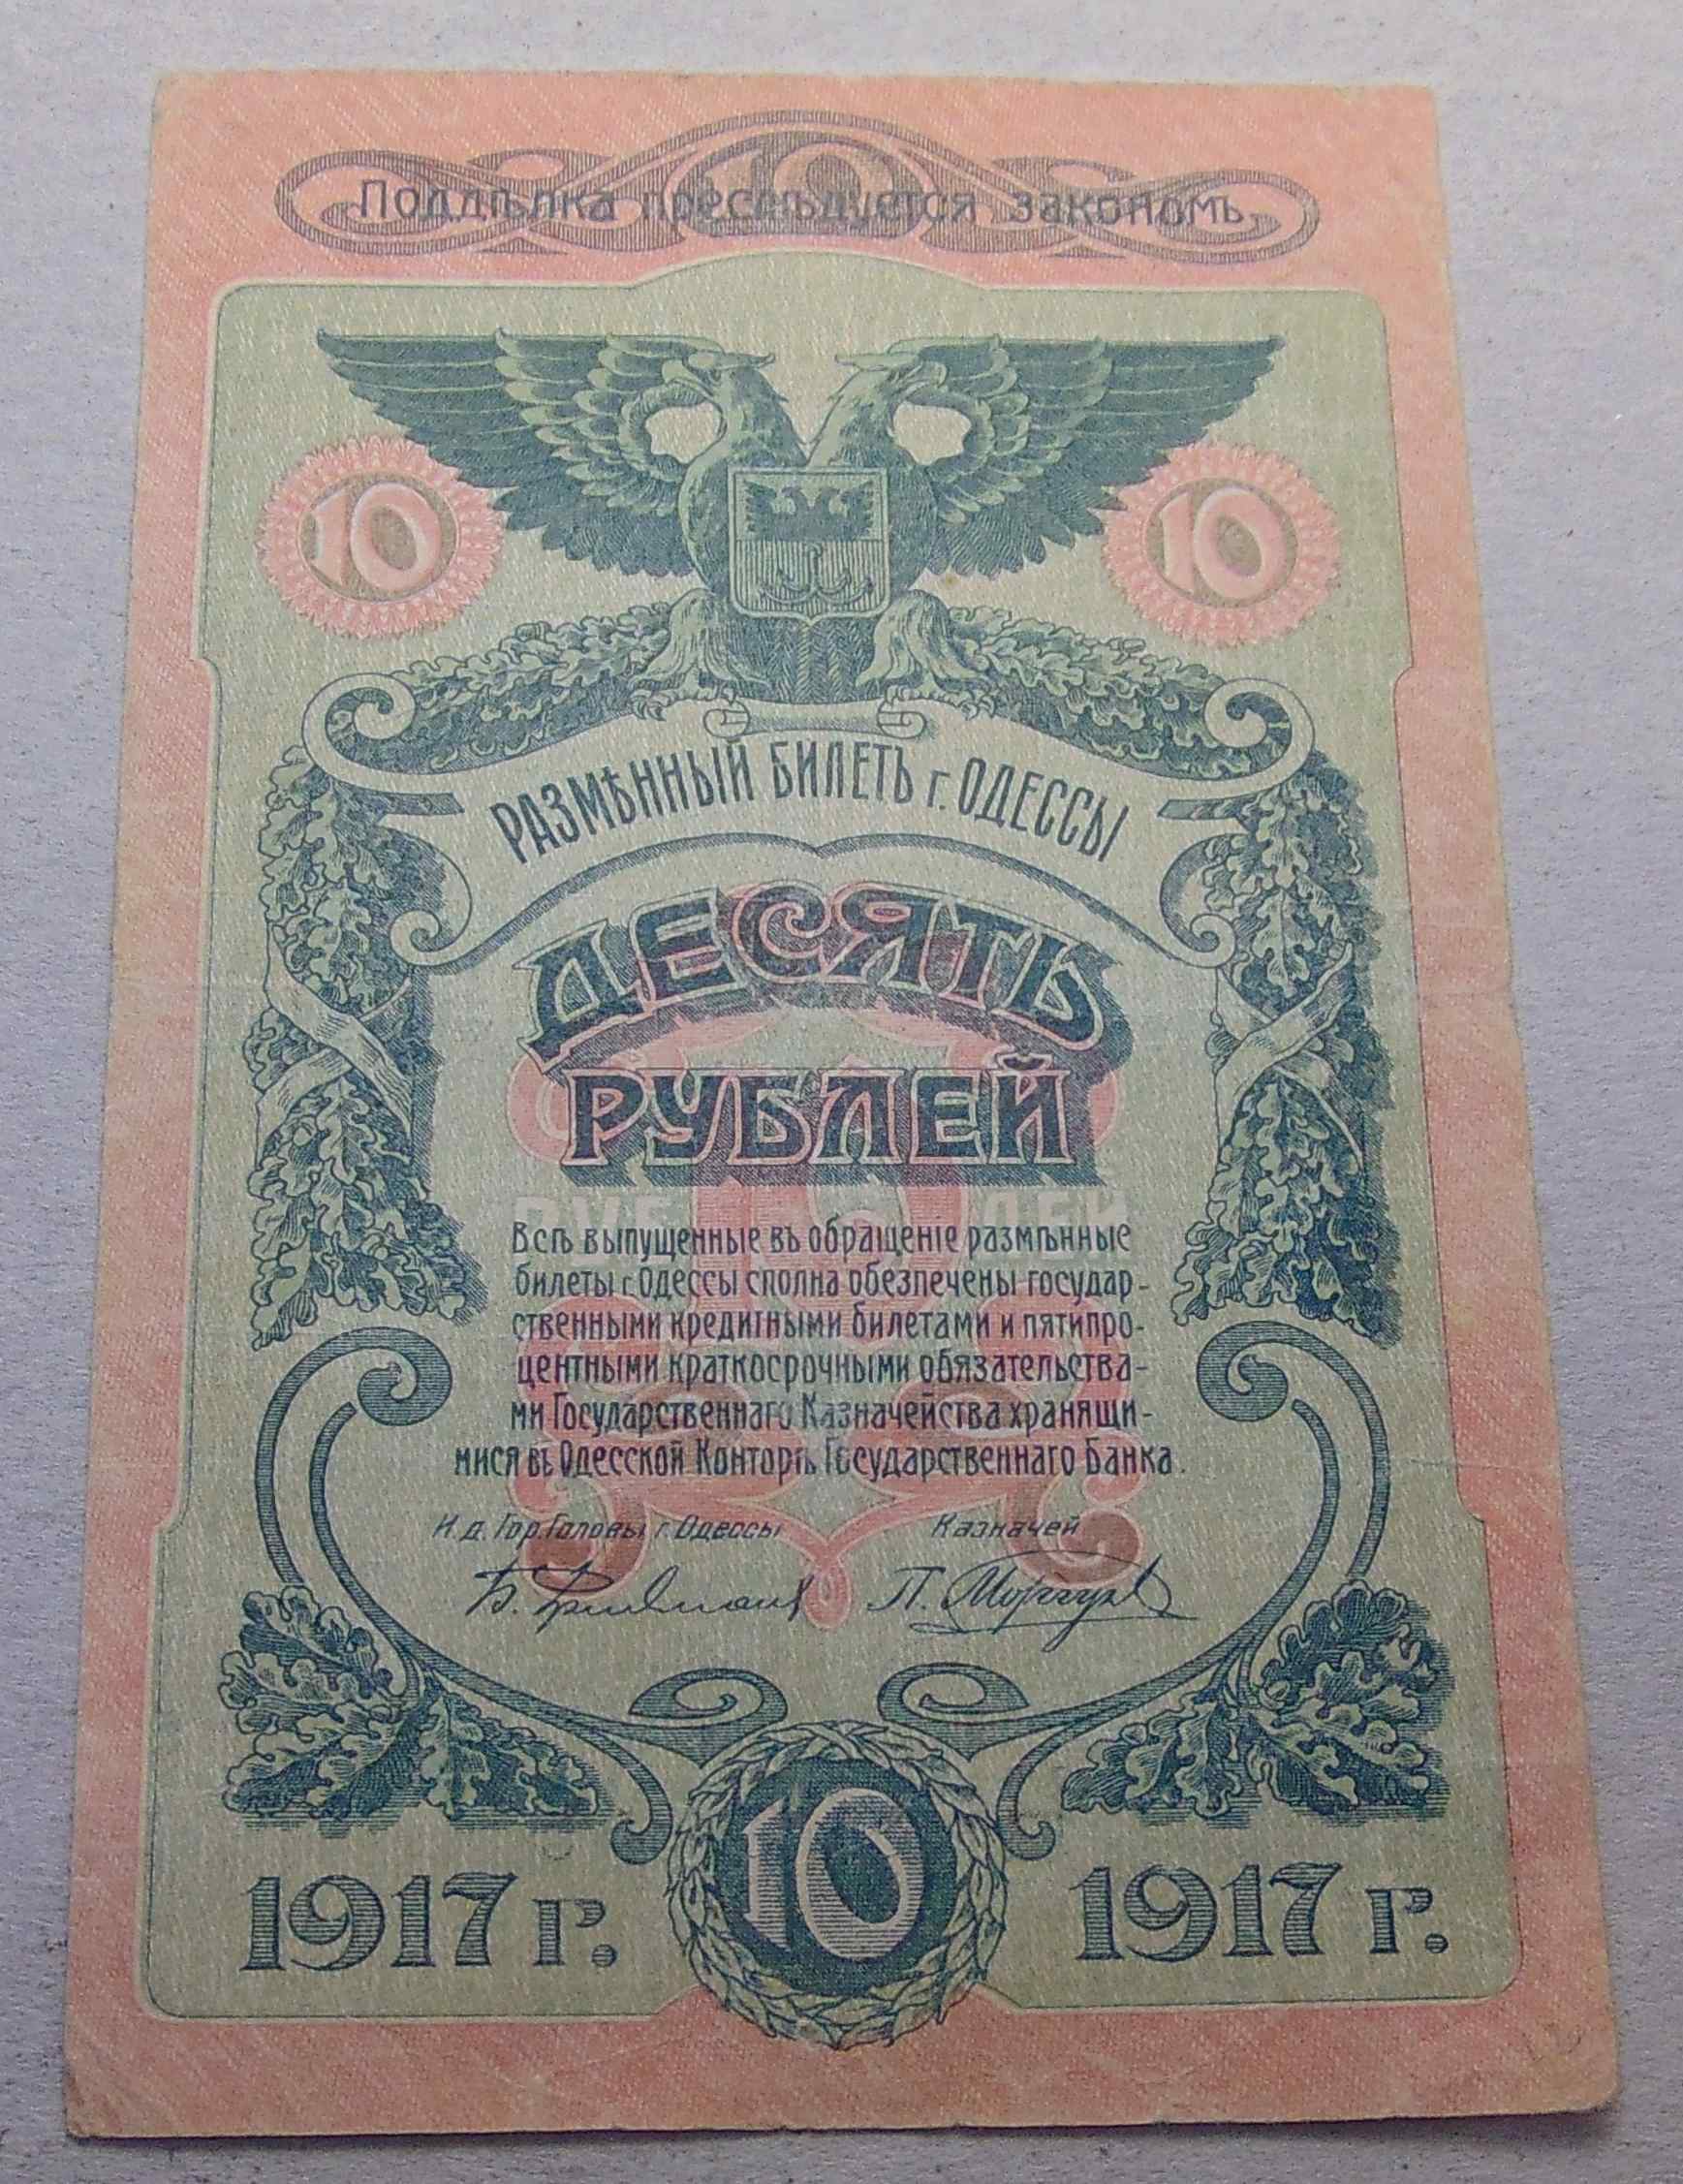 Поддѣлка преслѣдуется закономъ
10
10 10
РАЗМѢННЫЙ БИЛЕТЪ г. ОДЕССЫ
ДЕСЯТЬ
РУБЛЕЙ
Всѣ выпущенные въ обращеніе размѣнные
билеты г. Одессы сполна обезпечены государ-
ственными кредитными билетами и пятипро-
центными краткосрочными обязательства-
ми Государственнаго Казначейства хранящи-
мися въ Одесской Конторѣ Государственнаго Банка.
И.д. Гор. Головы г. Одессы Казначей
10
1917 г. 1917 г.